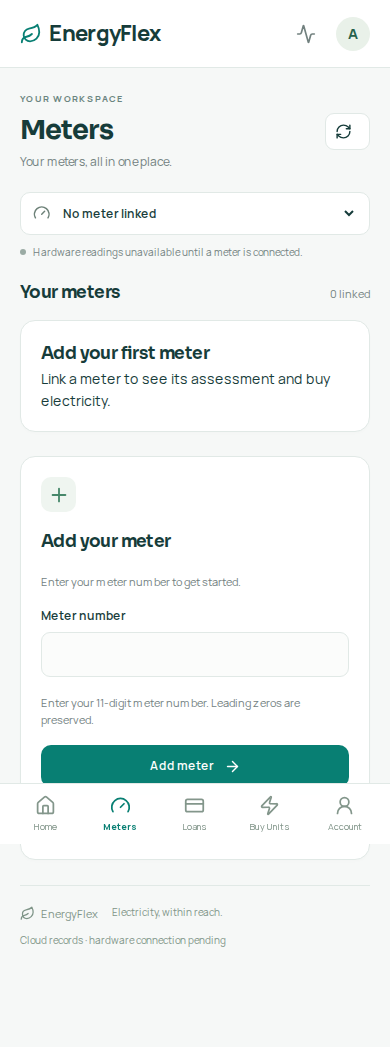 EnergyFlex
A
YOUR WORKSPACE
Meters
Your meters, all in one place.
No meter linked
Hardware readings unavailable until a meter is connected.
Your meters
0 linked
Add your first meter
Link a meter to see its assessment and buy
electricity.
Add your meter
Enter your meter number to get started.
Meter number
Enter your 11-digit meter number. Leading zeros are
preserved.
Add meter
Home
Meters
Loans
Buy Units
Account
EnergyFlex
Electricity, within reach.
Cloud records · hardware connection pending